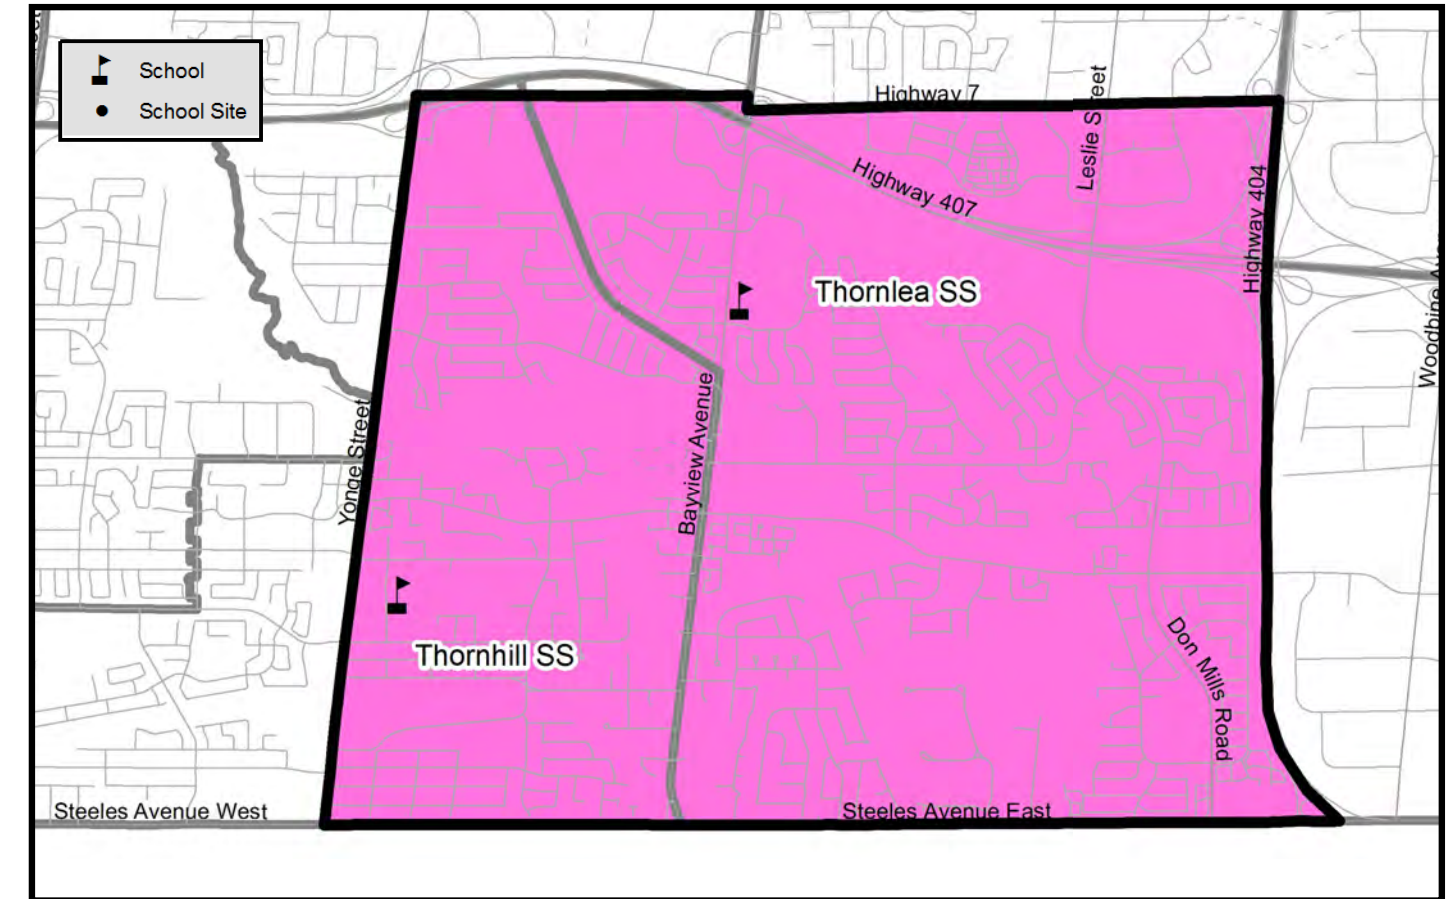 School
School Site
Highway 7
Leslie Street
Highway 407
Highway 404
Thornlea SS
Bayview Avenue
Yonge Street
Thornhill SS
Don Mills Road
Steeles Avenue West
Steeles Avenue East
Woodbine